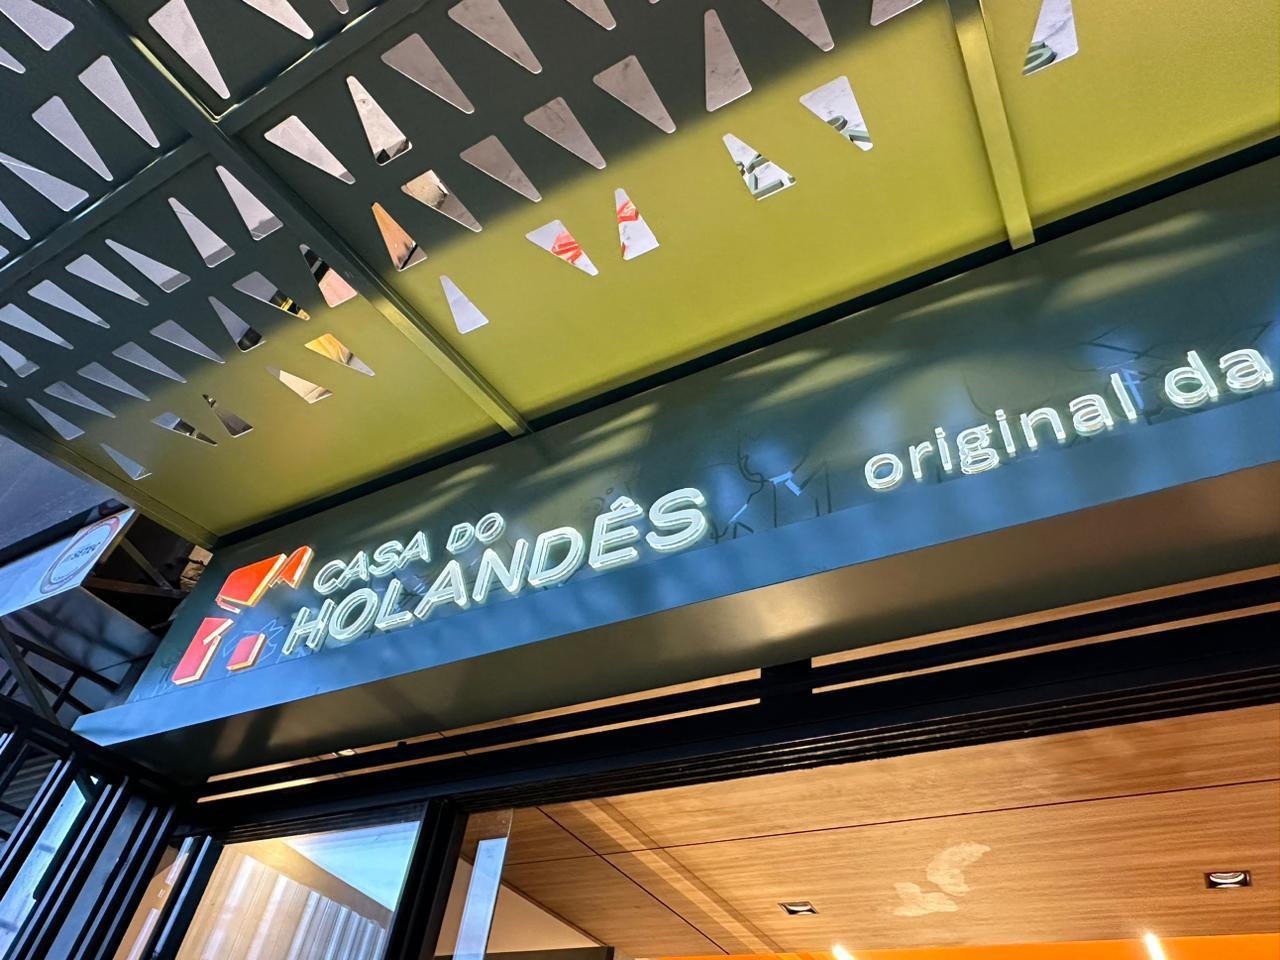 CASA DO
HOLANDÊS
original da